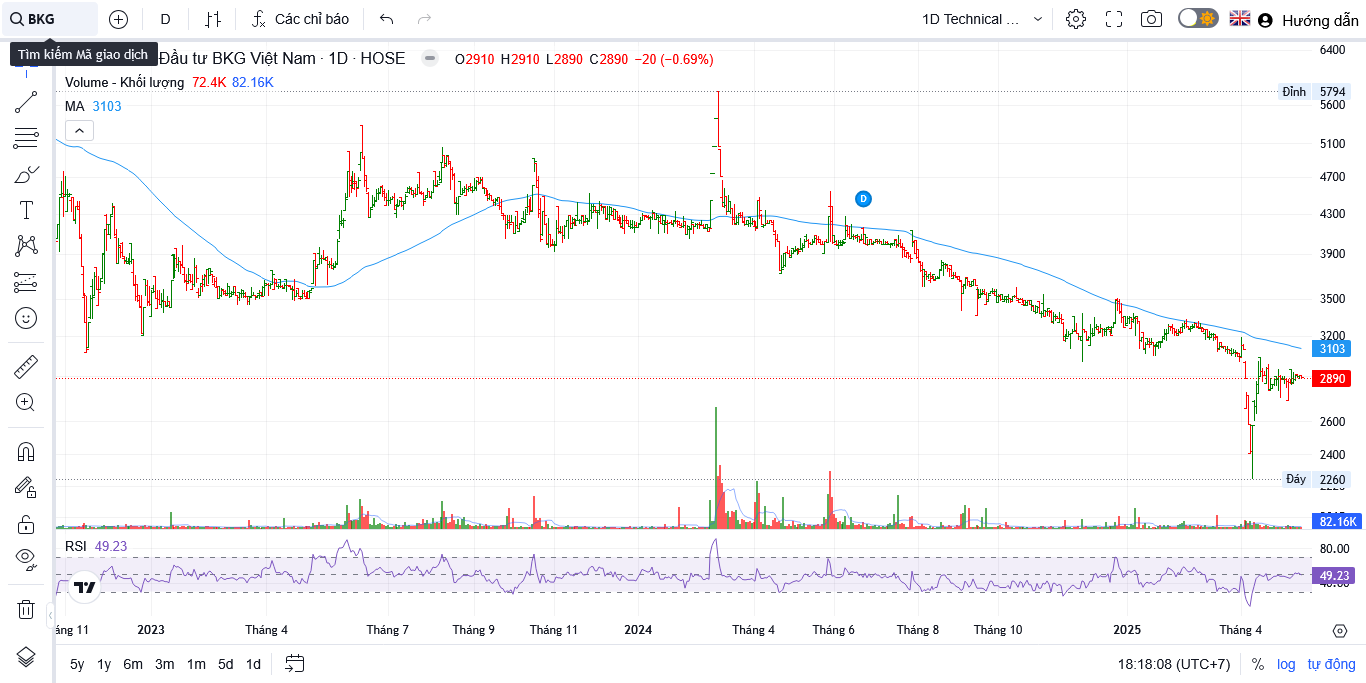 BKG D Các chỉ báo 1D Technical ... Hướng dẫn
Tìm kiếm Mã giao dịch Đầu tư BKG Việt Nam · 1D · HOSE O2910 H2910 L2890 C2890 −20 (−0.69%)
Volume - Khối lượng 72.4K 82.16K
MA 3103
6400
Đỉnh 5794
5600
5100
4700
4300
D
3900
3500
3200
3103
2890
2600
2400
Đáy 2260
82.16K
RSI 49.23
80.00
49.23
áng 11 2023 Tháng 4 Tháng 7 Tháng 9 Tháng 11 2024 Tháng 4 Tháng 6 Tháng 8 Tháng 10 2025 Tháng 4
5y 1y 6m 3m 1m 5d 1d 18:18:08 (UTC+7) % log tự động